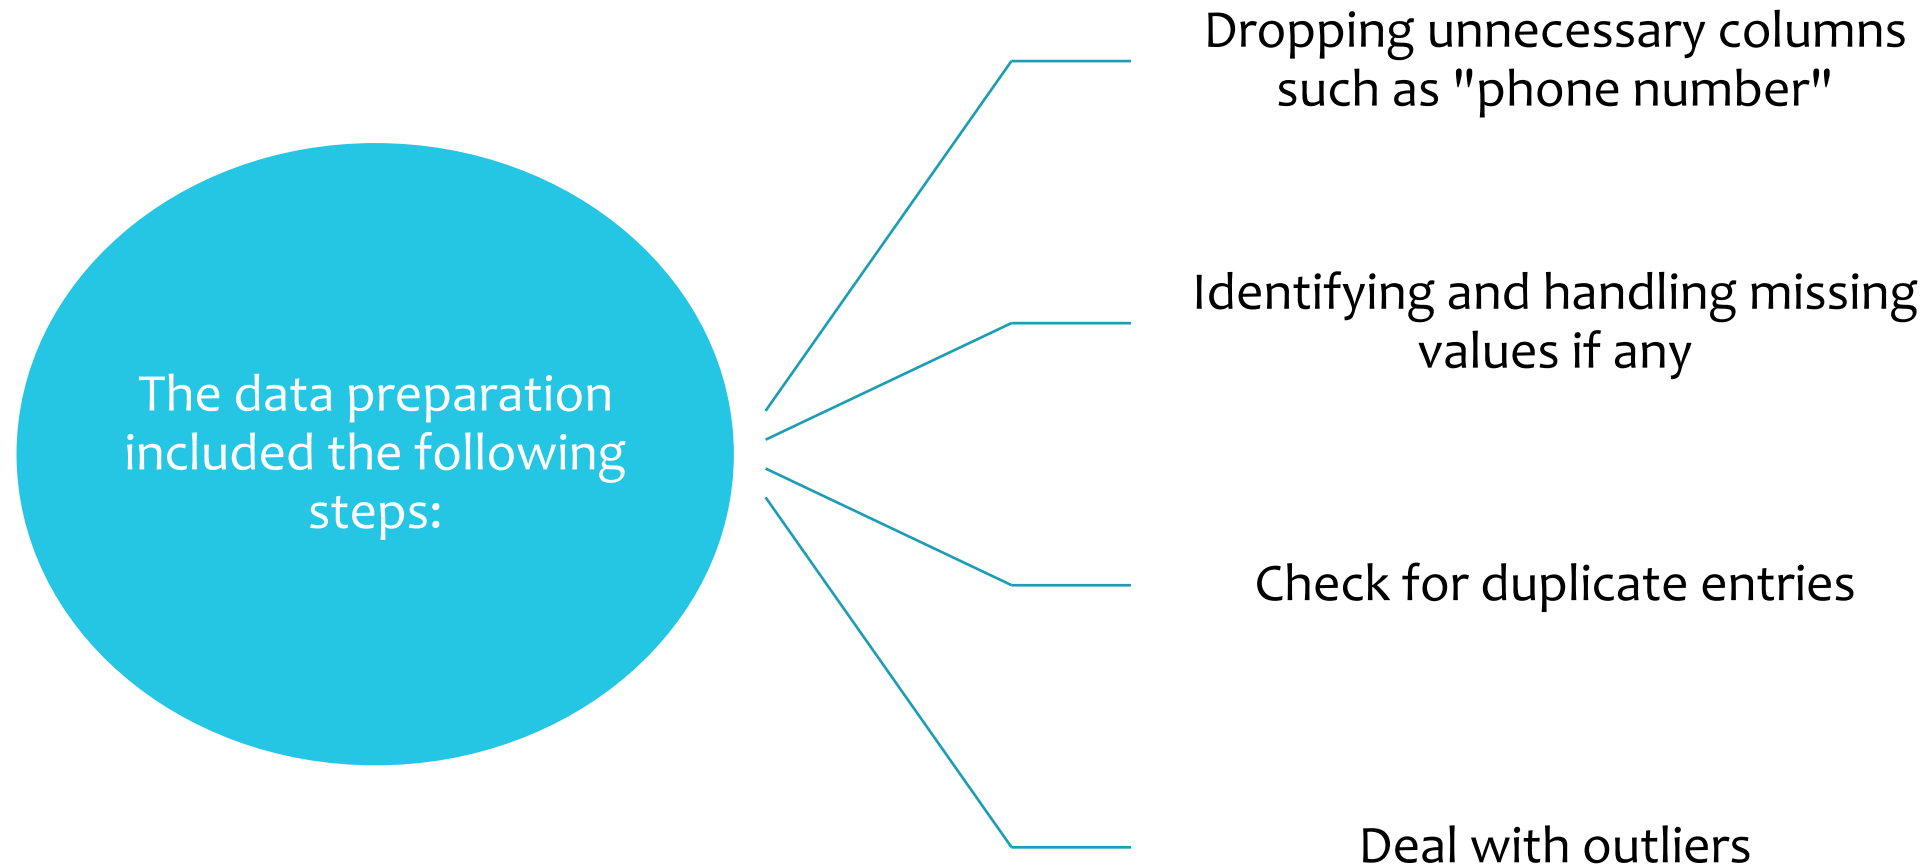 The data preparation
included the following
steps:
Dropping unnecessary columns
such as "phone number"
Identifying and handling missing
values if any
Check for duplicate entries
Deal with outliers